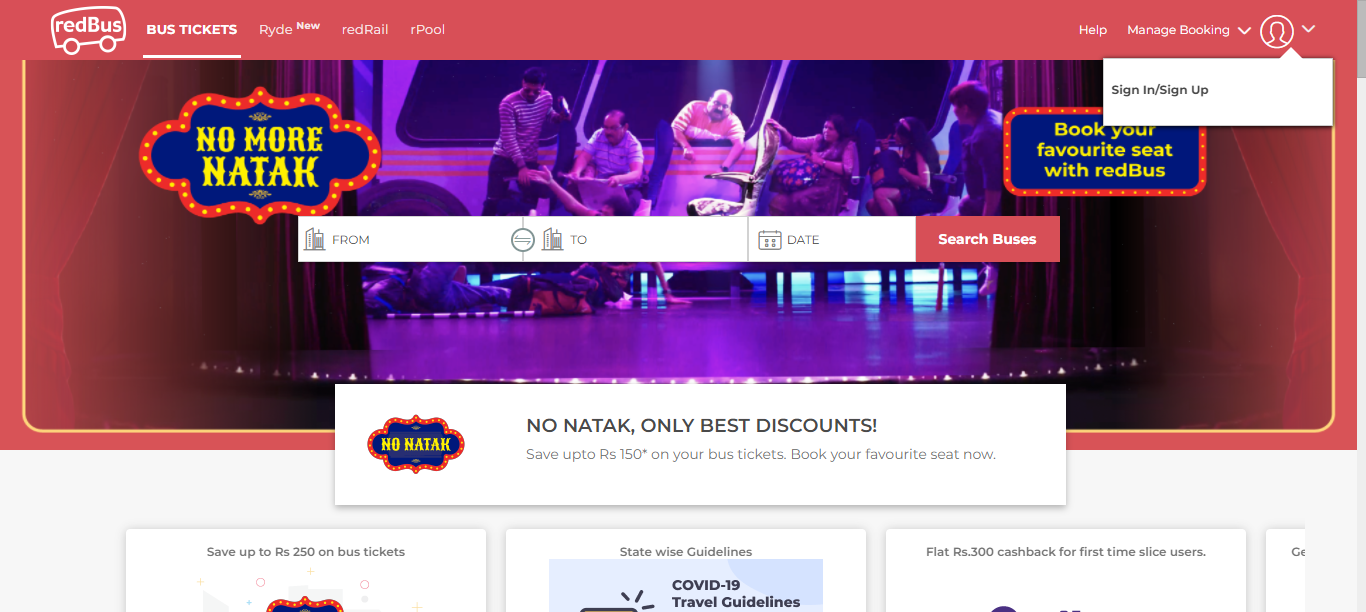 redBus
BUS TICKETS
Ryde New
redRail
rPool
Help
Manage Booking
Sign In/Sign Up
NO MORE
NATAK
Book your
favourite seat
with redBus
FROM
TO
DATE
Search Buses
NO NATAK
NO NATAK, ONLY BEST DISCOUNTS!
Save upto Rs 150* on your bus tickets. Book your favourite seat now.
Save up to Rs 250 on bus tickets
State wise Guidelines
COVID-19
Travel Guidelines
Flat Rs.300 cashback for first time slice users.